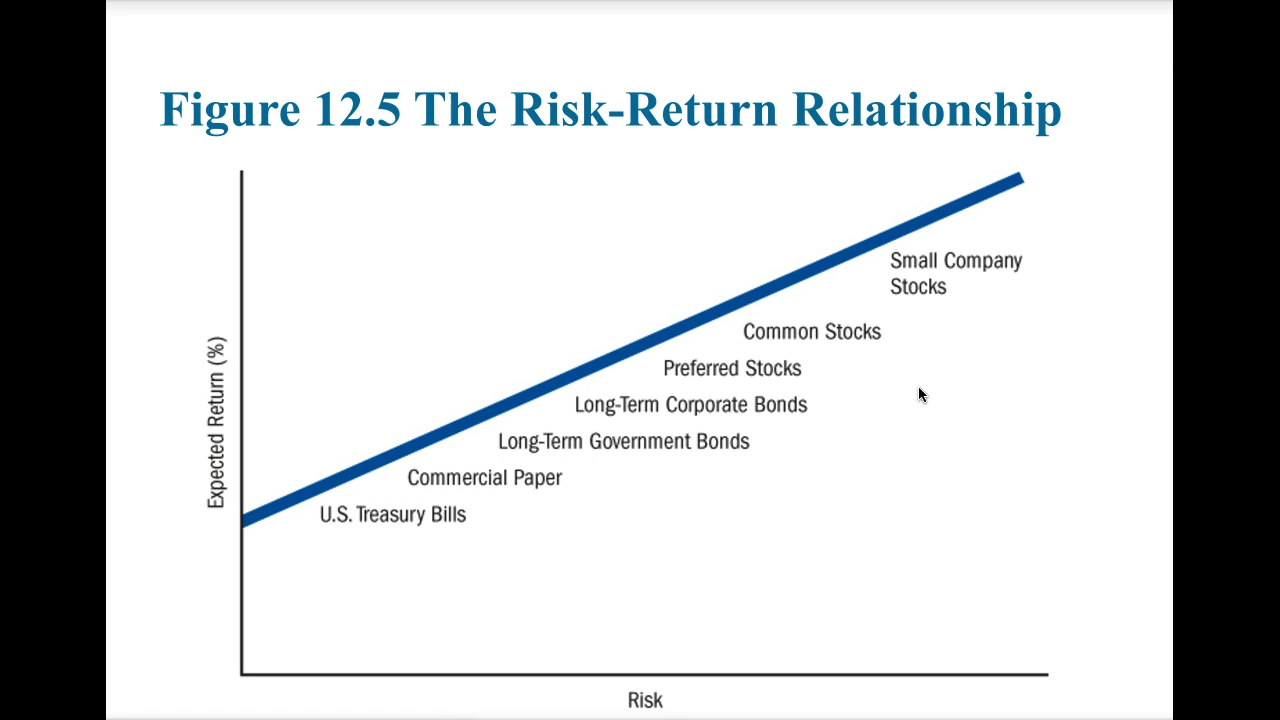 Figure 12.5 The Risk-Return Relationship
Expected Return (%)
Small Company
Stocks
Common Stocks
Preferred Stocks
Long-Term Corporate Bonds
Long-Term Government Bonds
Commercial Paper
U.S. Treasury Bills
Risk